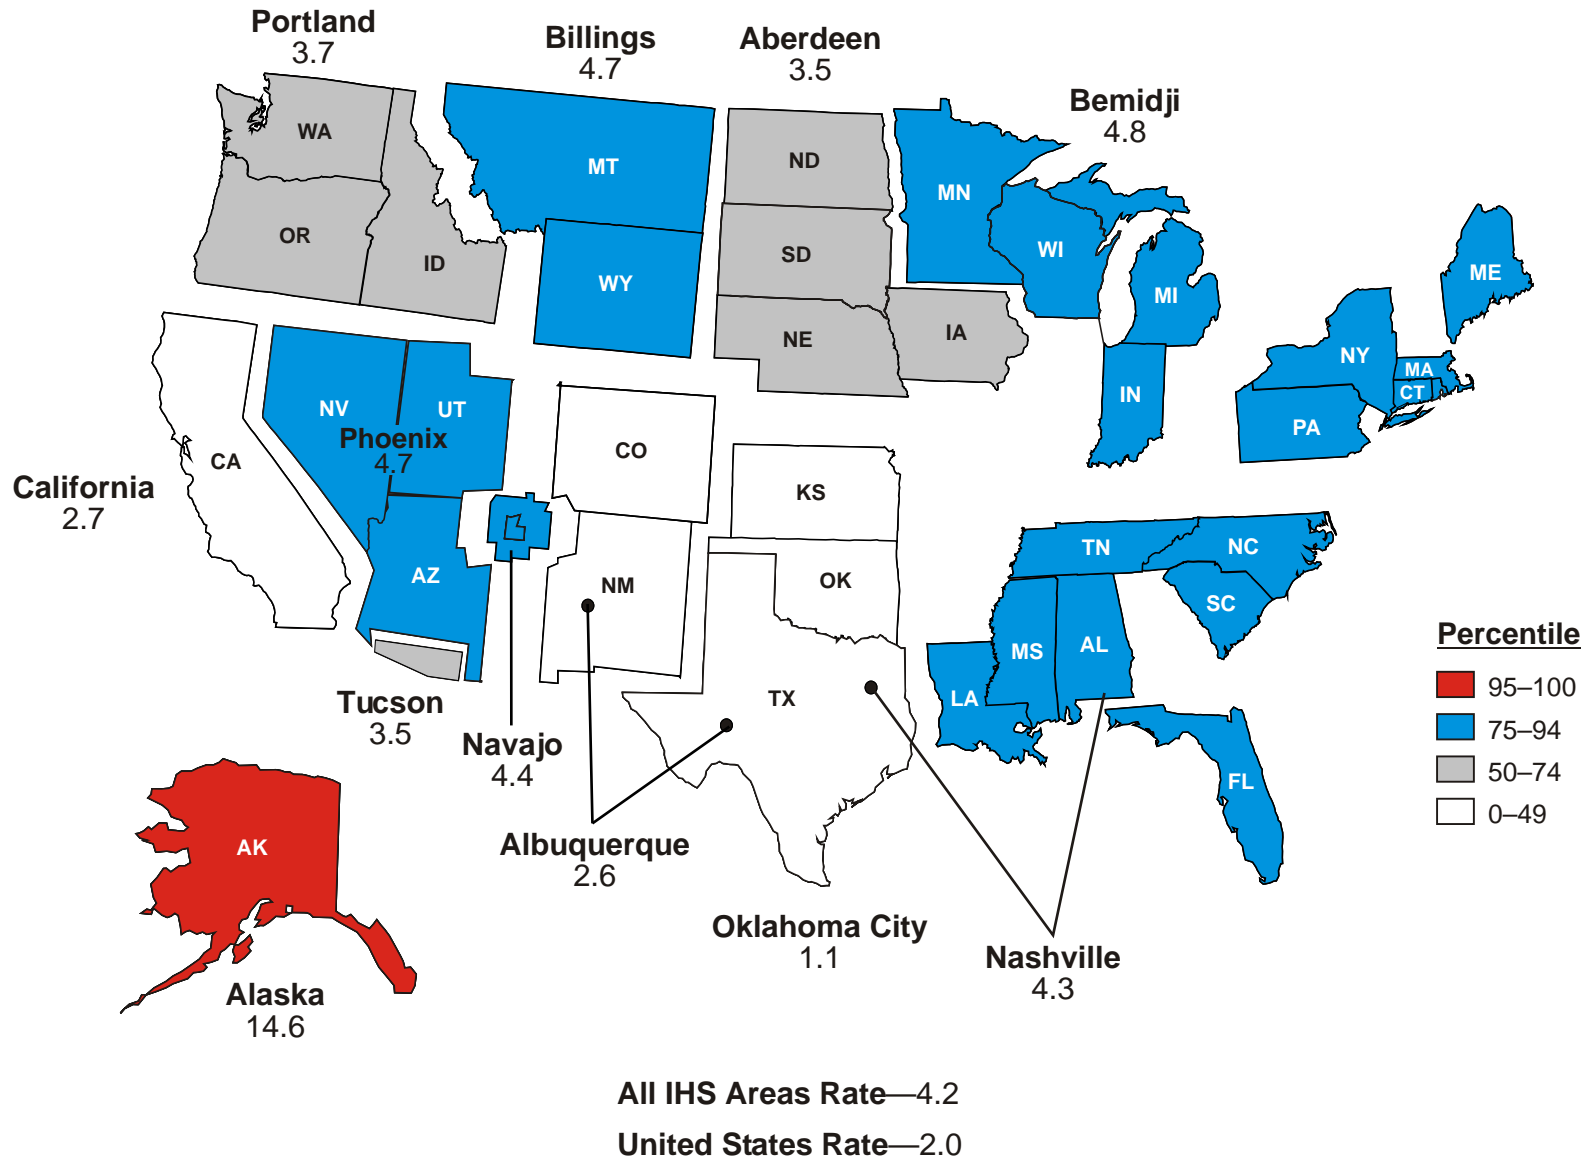 Portland
3.7
Billings
4.7
Aberdeen
3.5
Bemidji
4.8
WA
MT
ND
MN
OR
ID
WY
SD
WI
MI
ME
NE
IA
NY
MA
CT
PA
IN
NV
UT
Phoenix
4.7
CA
CO
KS
California
2.7
AZ
NM
OK
TN
NC
SC
MS
AL
LA
TX
FL
Tucson
3.5
Navajo
4.4
Percentile
95–100
75–94
50–74
0–49
AK
Albuquerque
2.6
Oklahoma City
1.1
Nashville
4.3
Alaska
14.6
All IHS Areas Rate—4.2
United States Rate—2.0